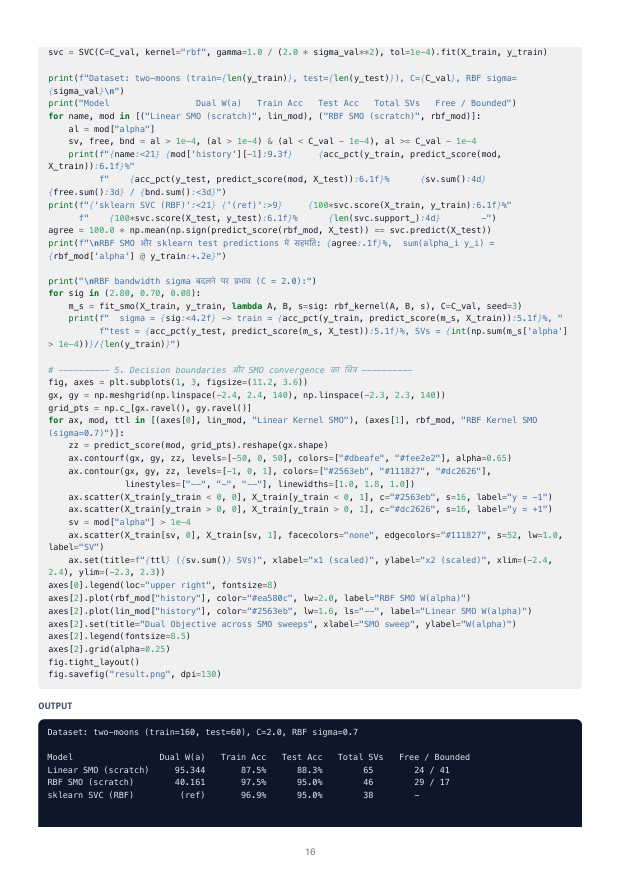 svc = SVC(C=C_val, kernel="rbf", gamma=1.0 / (2.0 * sigma_val**2), tol=1e-4).fit(X_train, y_train)
print(f"Dataset: two-moons (train={len(y_train)}, test={len(y_test)}), C={C_val}, RBF sigma=
{sigma_val}\n")
print("Model                 Dual W(a)   Train Acc   Test Acc   Total SVs   Free / Bounded")
for name, mod in [("Linear SMO (scratch)", lin_mod), ("RBF SMO (scratch)", rbf_mod)]:
    al = mod["alpha"]
    sv, free, bnd = al > 1e-4, (al > 1e-4) & (al < C_val - 1e-4), al >= C_val - 1e-4
    print(f"{name:<21} {mod['history'][-1]:9.3f}     {acc_pct(y_train, predict_score(mod,
X_train)):6.1f}%"
          f"    {acc_pct(y_test, predict_score(mod, X_test)):6.1f}%      {sv.sum():4d}
{free.sum():3d} / {bnd.sum():<3d}")
print(f"{'sklearn SVC (RBF)':<21} {'(ref)':>9}     {100*svc.score(X_train, y_train):6.1f}%"
      f"    {100*svc.score(X_test, y_test):6.1f}%      {len(svc.support_):4d}        —")
agree = 100.0 * np.mean(np.sign(predict_score(rbf_mod, X_test)) == svc.predict(X_test))
print(f"\nRBF SMO और sklearn test predictions में सहमति: {agree:.1f}%,  sum(alpha_i y_i) =
{rbf_mod['alpha'] @ y_train:+.2e}")
print("\nRBF bandwidth sigma बदलने पर प्रभाव (C = 2.0):")
for sig in (2.80, 0.70, 0.08):
    m_s = fit_smo(X_train, y_train, lambda A, B, s=sig: rbf_kernel(A, B, s), C=C_val, seed=3)
    print(f"  sigma = {sig:<4.2f} -> train = {acc_pct(y_train, predict_score(m_s, X_train)):5.1f}%, "
          f"test = {acc_pct(y_test, predict_score(m_s, X_test)):5.1f}%, SVs = {int(np.sum(m_s['alpha']
> 1e-4))}/{len(y_train)}")
# ────────── 5. Decision boundaries और SMO convergence का चित्र ──────────
fig, axes = plt.subplots(1, 3, figsize=(11.2, 3.6))
gx, gy = np.meshgrid(np.linspace(-2.4, 2.4, 140), np.linspace(-2.3, 2.3, 140))
grid_pts = np.c_[gx.ravel(), gy.ravel()]
for ax, mod, ttl in [(axes[0], lin_mod, "Linear Kernel SMO"), (axes[1], rbf_mod, "RBF Kernel SMO
(sigma=0.7)")]:
    zz = predict_score(mod, grid_pts).reshape(gx.shape)
    ax.contourf(gx, gy, zz, levels=[-50, 0, 50], colors=["#dbeafe", "#fee2e2"], alpha=0.65)
    ax.contour(gx, gy, zz, levels=[-1, 0, 1], colors=["#2563eb", "#111827", "#dc2626"],
               linestyles=["--", "-", "--"], linewidths=[1.0, 1.8, 1.0])
    ax.scatter(X_train[y_train < 0, 0], X_train[y_train < 0, 1], c="#2563eb", s=16, label="y = −1")
    ax.scatter(X_train[y_train > 0, 0], X_train[y_train > 0, 1], c="#dc2626", s=16, label="y = +1")
    sv = mod["alpha"] > 1e-4
    ax.scatter(X_train[sv, 0], X_train[sv, 1], facecolors="none", edgecolors="#111827", s=52, lw=1.0,
label="SV")
    ax.set(title=f"{ttl} ({sv.sum()} SVs)", xlabel="x1 (scaled)", ylabel="x2 (scaled)", xlim=(-2.4,
2.4), ylim=(-2.3, 2.3))
axes[0].legend(loc="upper right", fontsize=8)
axes[2].plot(rbf_mod["history"], color="#ea580c", lw=2.0, label="RBF SMO W(alpha)")
axes[2].plot(lin_mod["history"], color="#2563eb", lw=1.6, ls="--", label="Linear SMO W(alpha)")
axes[2].set(title="Dual Objective across SMO sweeps", xlabel="SMO sweep", ylabel="W(alpha)")
axes[2].legend(fontsize=8.5)
axes[2].grid(alpha=0.25)
fig.tight_layout()
fig.savefig("result.png", dpi=130)
OUTPUT
Dataset: two-moons (train=160, test=60), C=2.0, RBF sigma=0.7
Model                 Dual W(a)   Train Acc   Test Acc   Total SVs   Free / Bounded
Linear SMO (scratch)     95.344      87.5%      88.3%        65        24 / 41
RBF SMO (scratch)        40.161      97.5%      95.0%        46        29 / 17
sklearn SVC (RBF)         (ref)      96.9%      95.0%        38        —
16